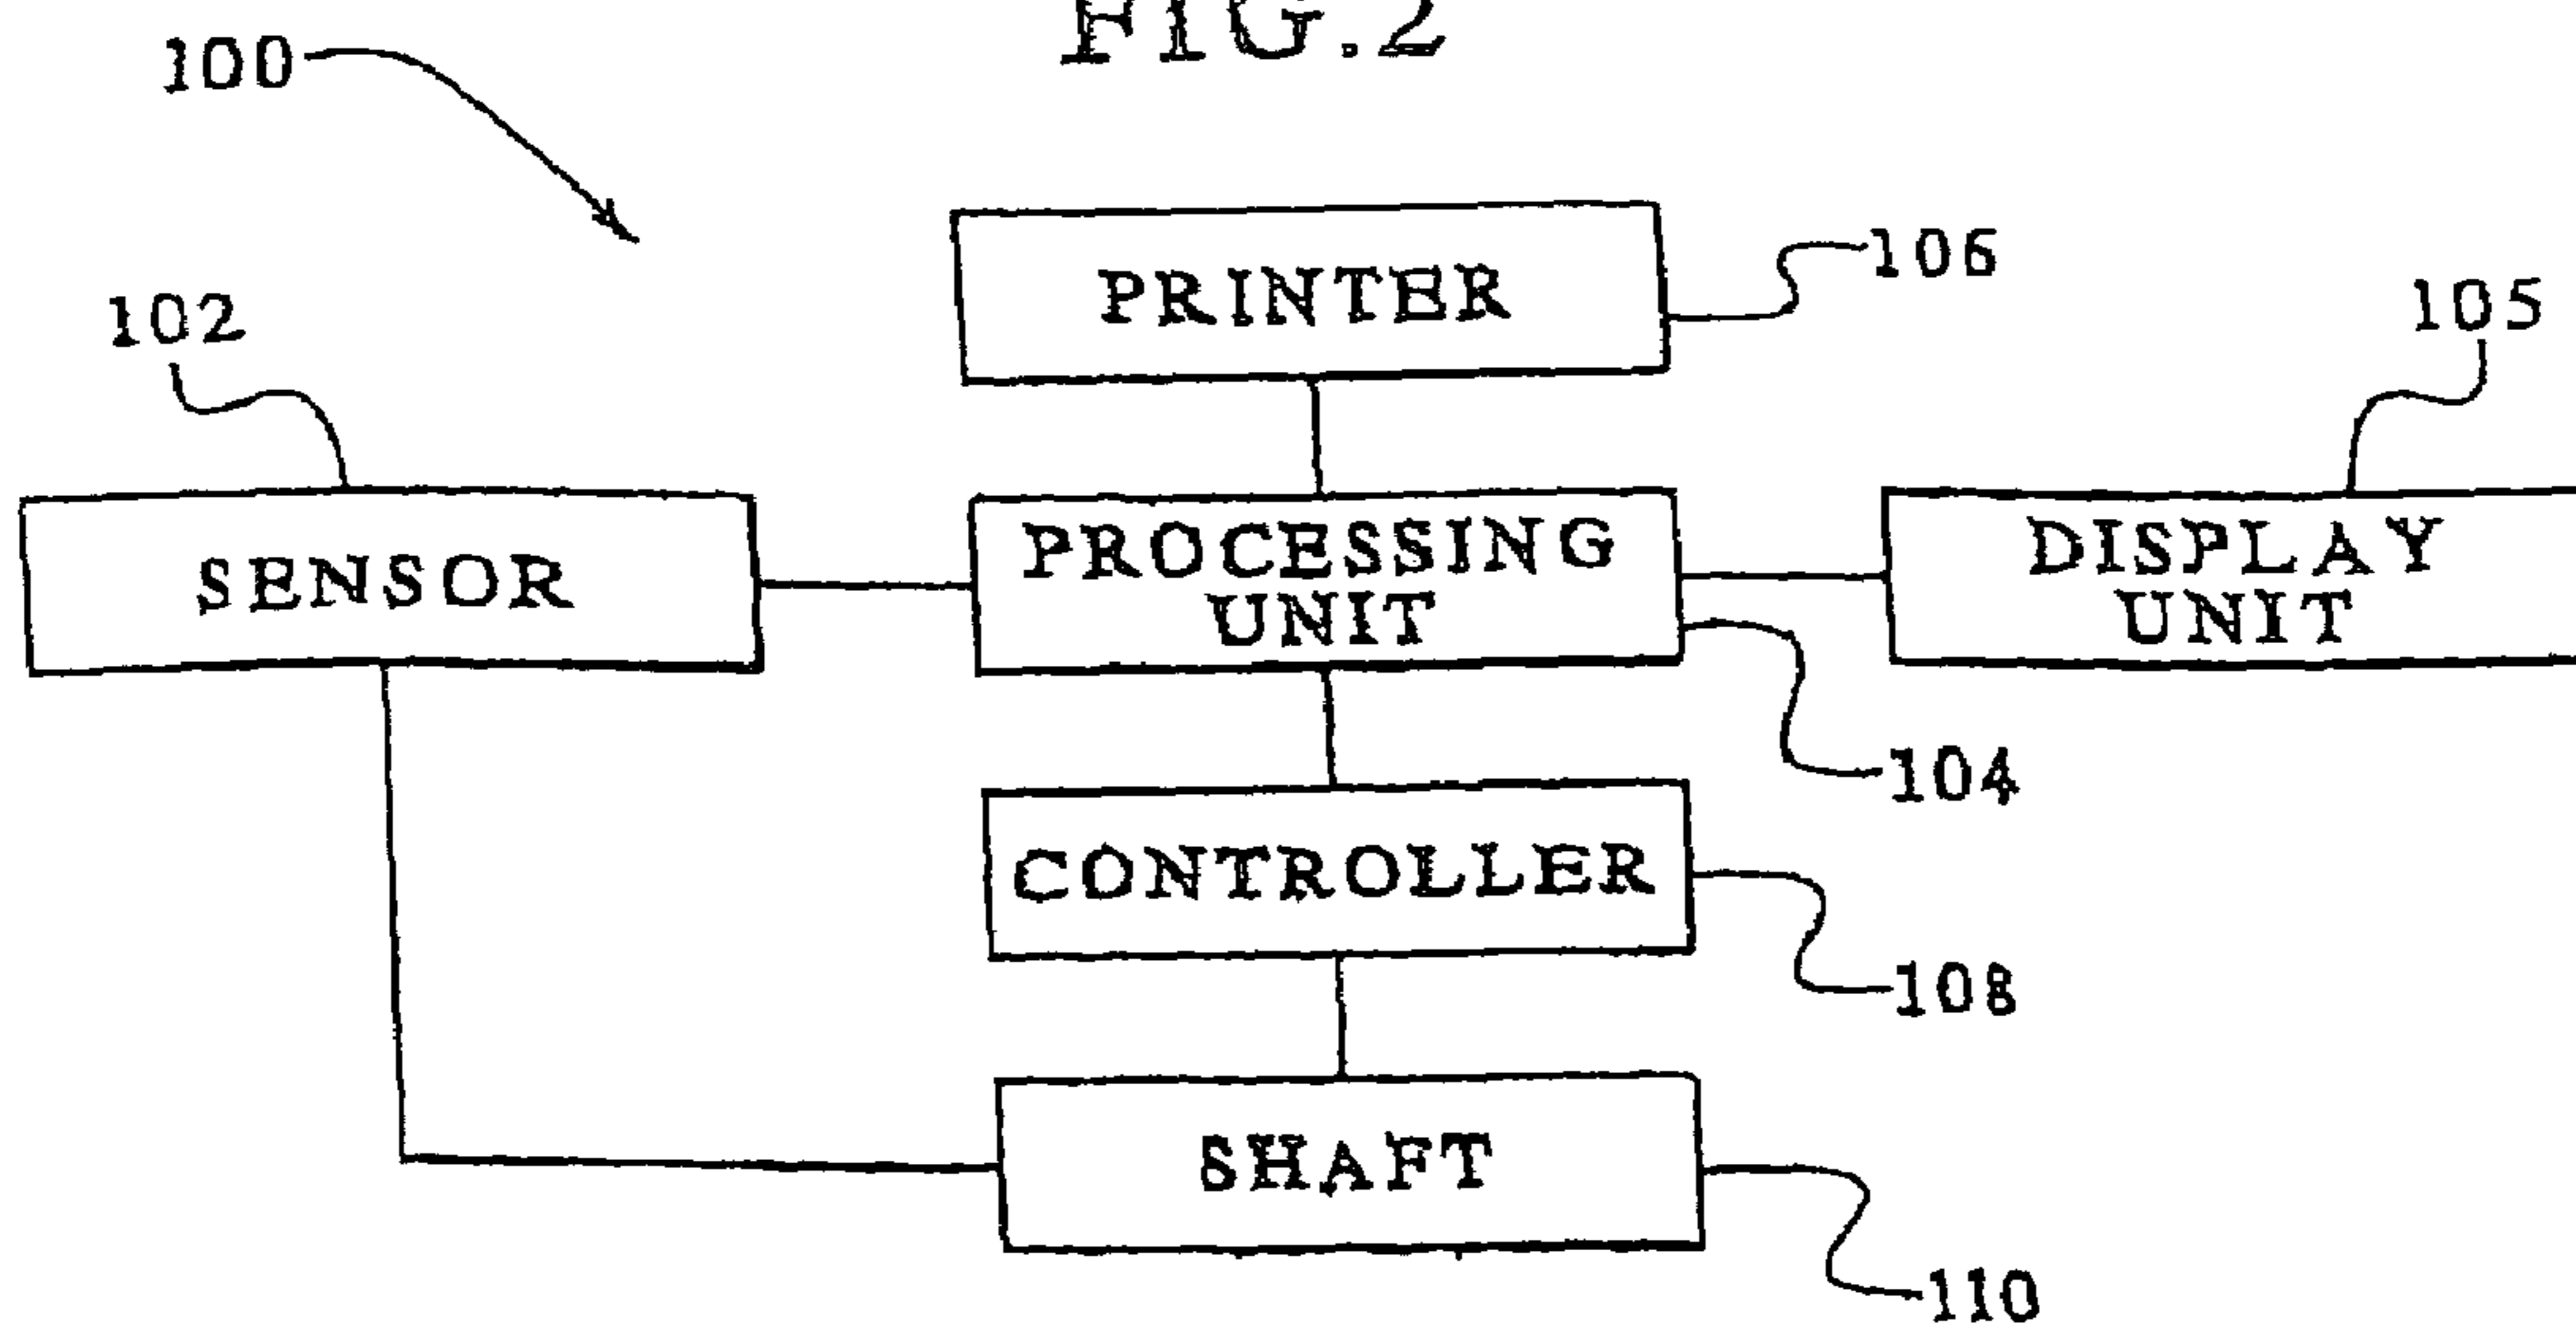 FIG.2
100
PRINTER
106
102
105
SENSOR
PROCESSING
UNIT
DISPLAY
UNIT
104
CONTROLLER
108
SHAFT
110